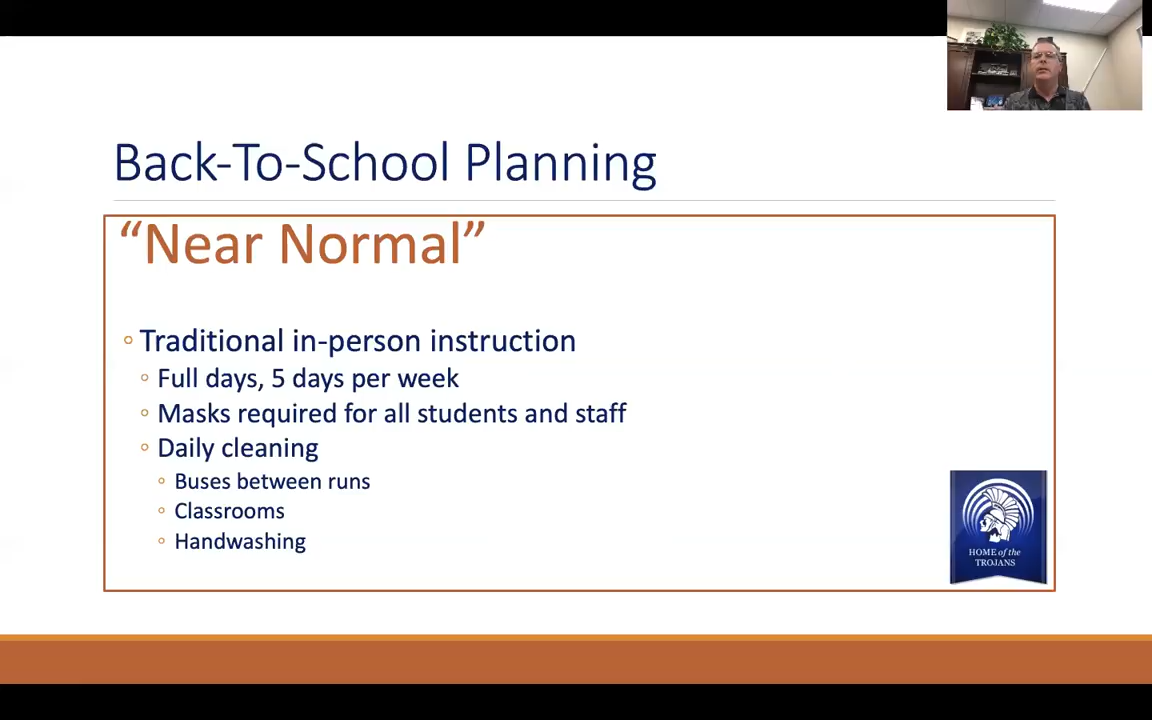 Back-To-School Planning
“Near Normal”
Traditional in-person instruction
Full days, 5 days per week
Masks required for all students and staff
Daily cleaning
Buses between runs
Classrooms
Handwashing
HOME of the
TROJANS